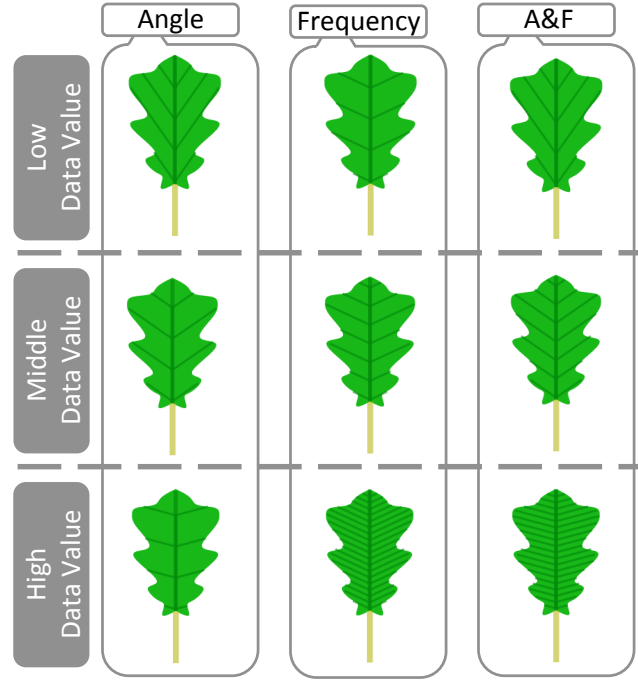 Angle
Frequency
A&F
Low
Data Value
Middle
Data Value
High
Data Value